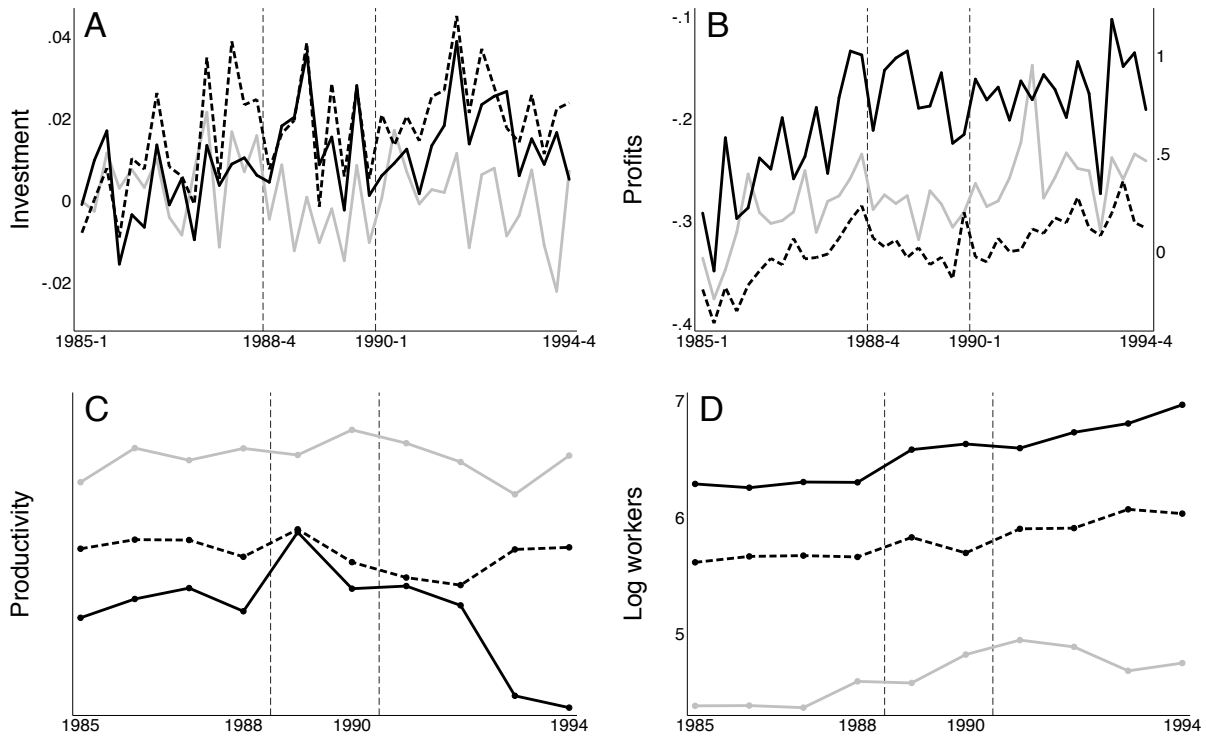 A
Investment
.04
.02
0
-.02
1985-1 1988-4 1990-1 1994-4
B
Profits
-.1
-.2
-.3
-.4
1
.5
0
1985-1 1988-4 1990-1 1994-4
C
Productivity
1985 1988 1990 1994
D
Log workers
7
6
5
1985 1988 1990 1994